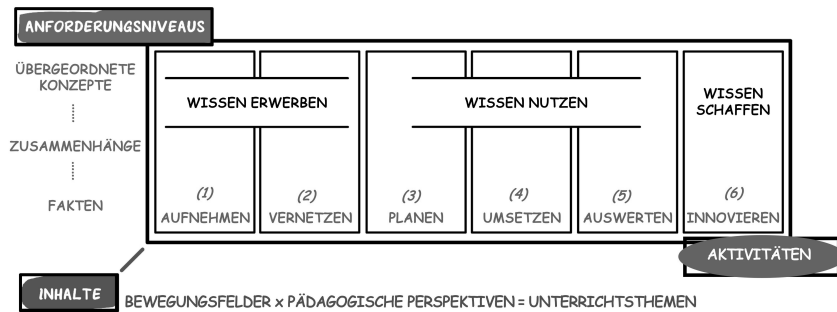 ANFORDERUNGSNIVEAUS
ÜBERGEORDNETE
KONZEPTE
ZUSAMMENHÄNGE
FAKTEN
WISSEN ERWERBEN
WISSEN NUTZEN
WISSEN
SCHAFFEN
(1)
AUFNEHMEN
(2)
VERNETZEN
(3)
PLANEN
(4)
UMSETZEN
(5)
AUSWERTEN
(6)
INNOVIEREN
AKTIVITÄTEN
INHALTE
BEWEGUNGSFELDER x PÄDAGOGISCHE PERSPEKTIVEN = UNTERRICHTSTHEMEN